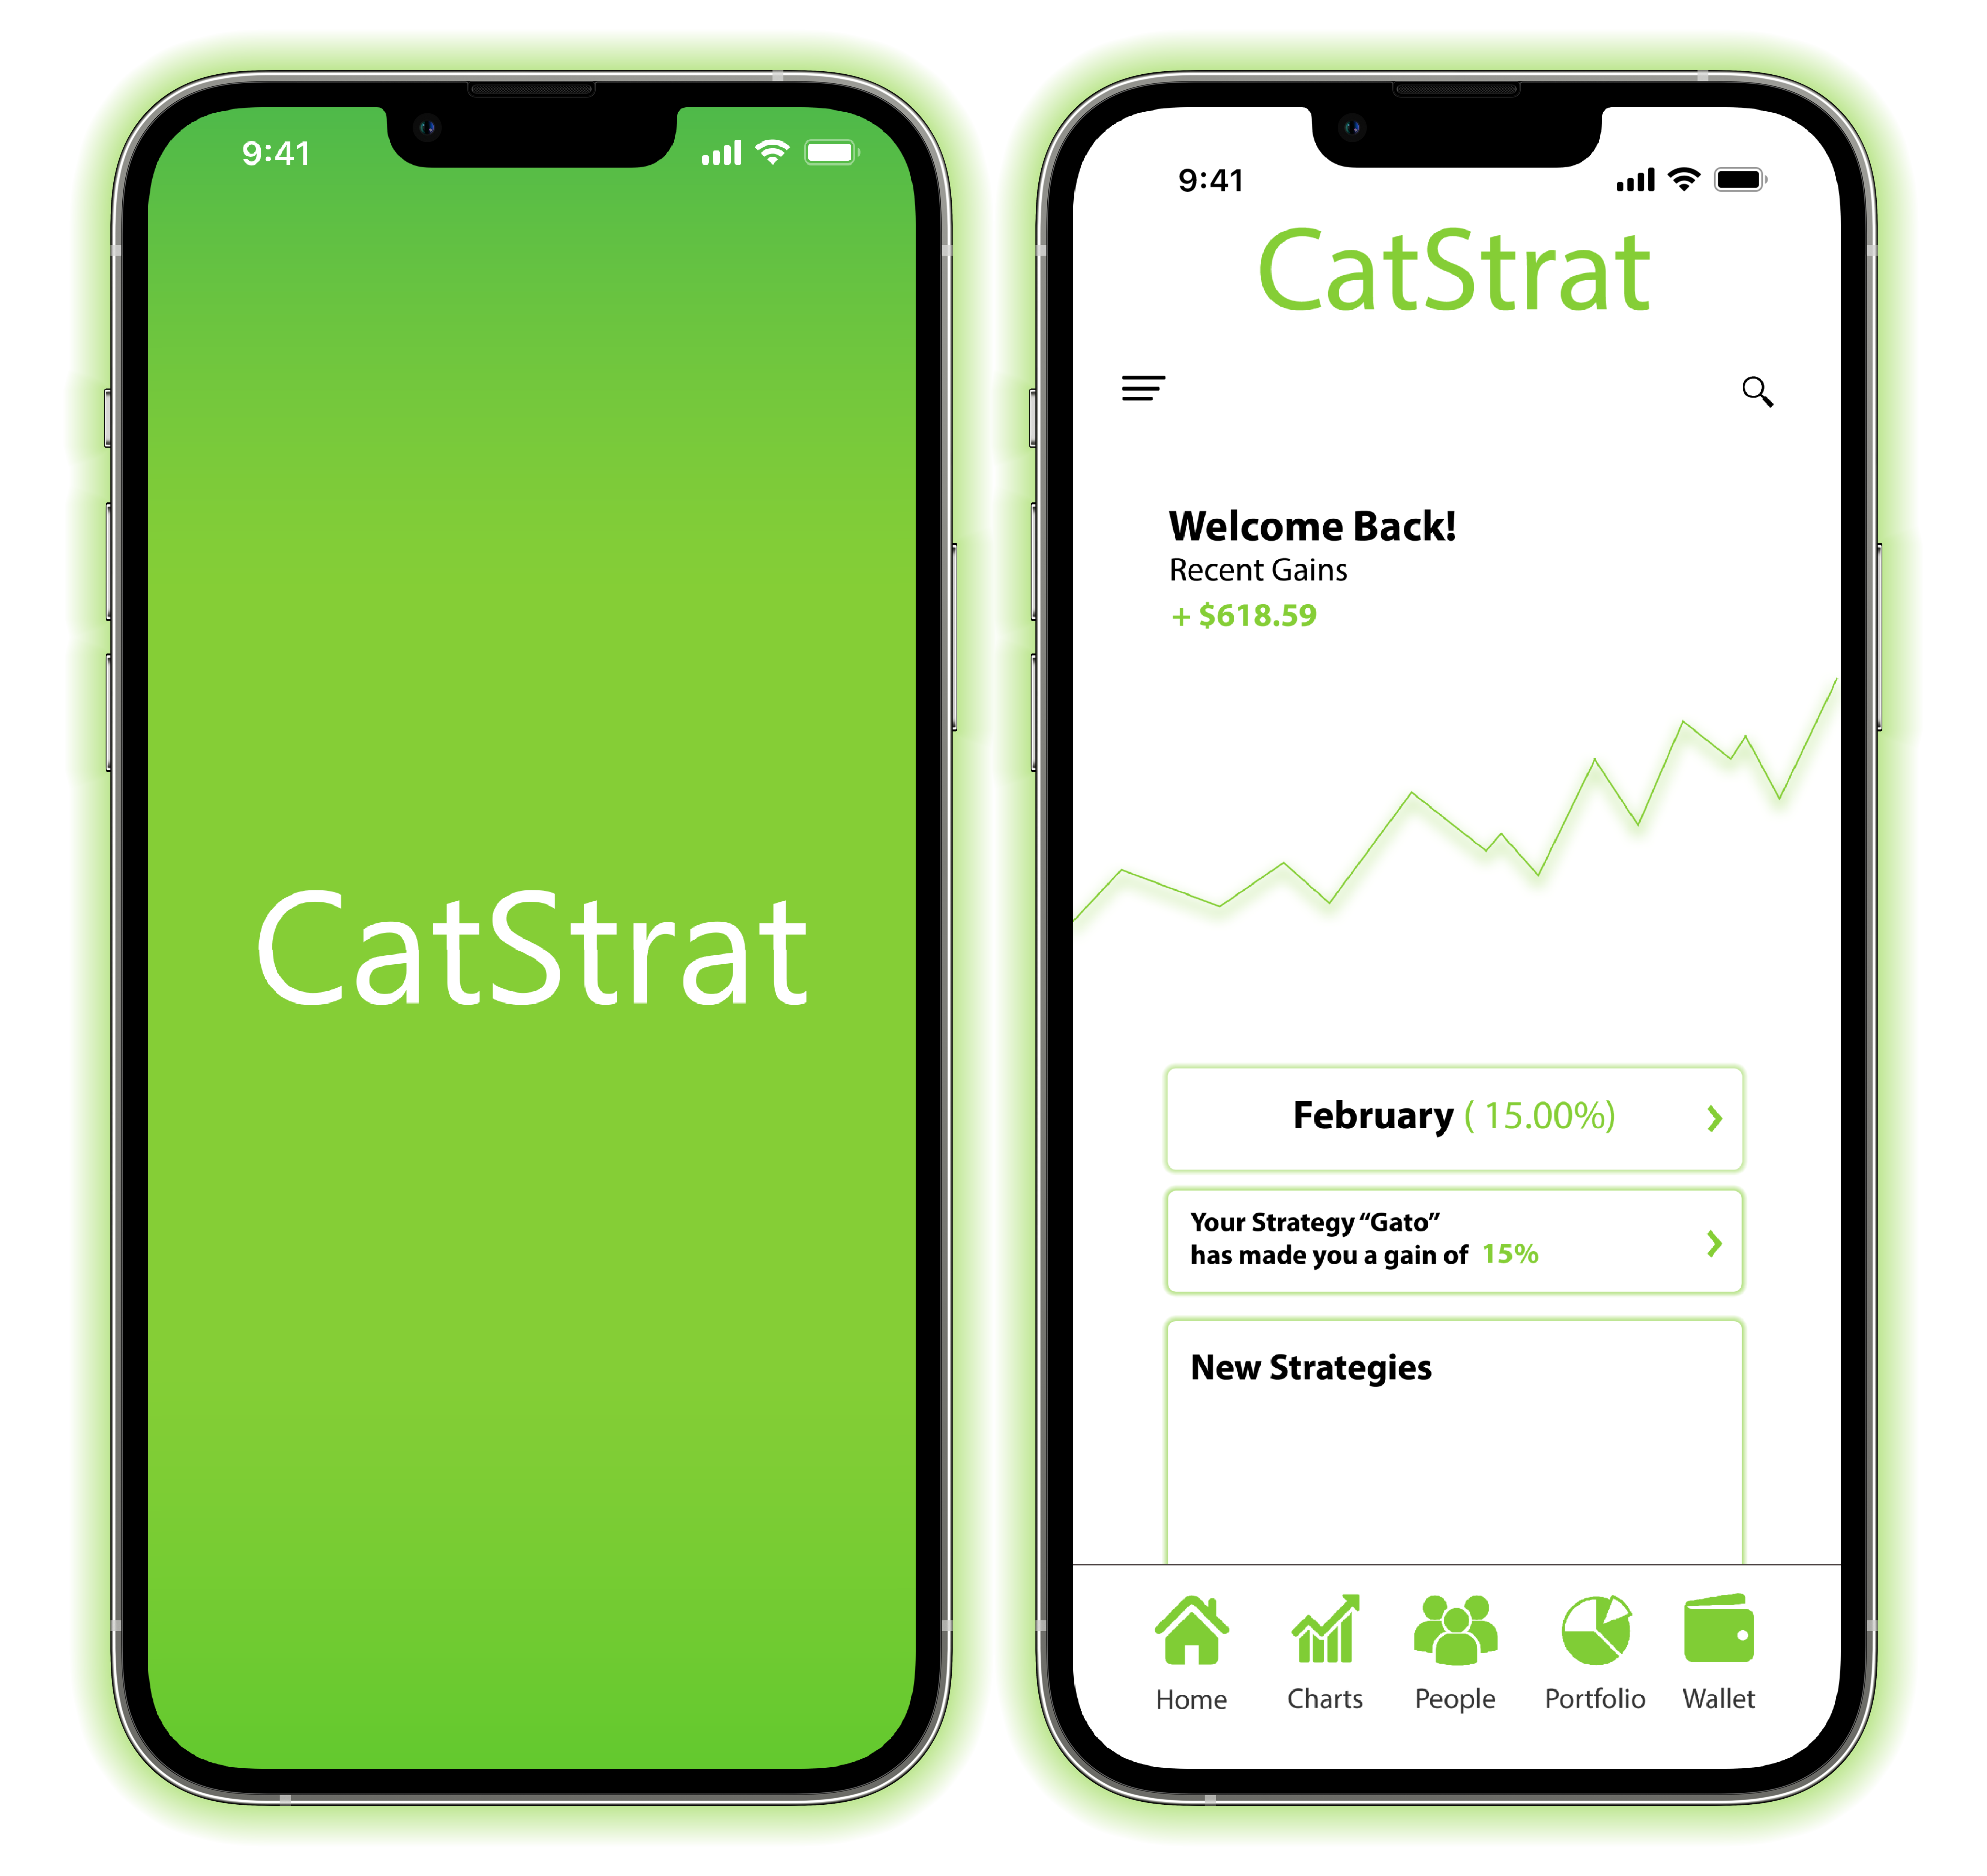 9:41
CatStrat
9:41
CatStrat
Welcome Back!
Recent Gains
+ $618.59
February ( 15.00%)
Your Strategy “Gato”
has made you a gain of 15%
New Strategies
Home Charts People Portfolio Wallet